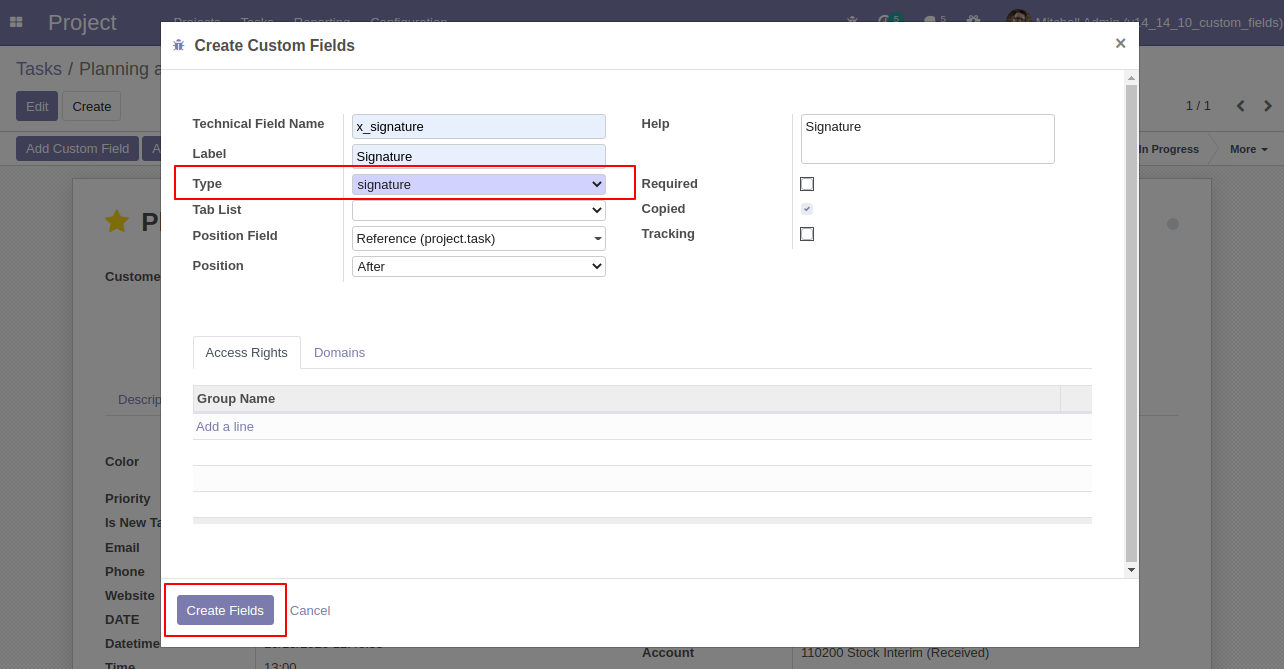 Project
Projects Tasks Reporting Configuration
5 5 Mitchell Admin (v14_14_10_custom_fields)
Create Custom Fields ×
Tasks / Planning a
Edit Create
1 / 1
Add Custom Field A
In Progress More
Technical Field Name x_signature
Help Signature
Label Signature
Type signature
Required
Tab List
Copied
Position Field Reference (project.task)
Tracking
Position After
Pl
Custome
Access Rights Domains
Descrip
Group Name
Add a line
Color
Priority
Is New Ta
Email
Phone
Website
DATE
Datetime
Time 13:00
Account 110200 Stock Interim (Received)
Create Fields Cancel